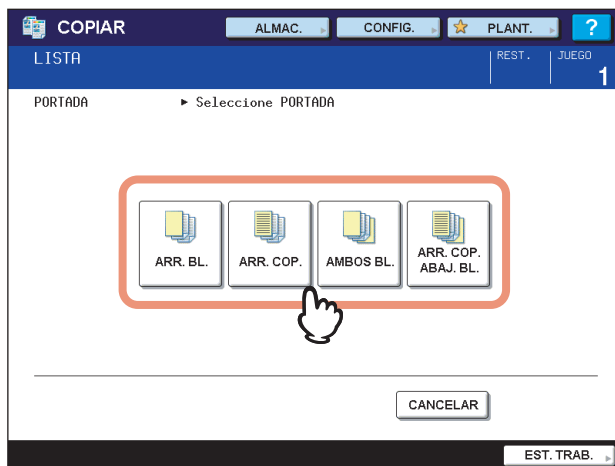 COPIAR
ALMAC.
CONFIG.
PLANT.
?
LISTA
REST.
JUEGO
1
PORTADA
► Seleccione PORTADA
ARR. BL.
ARR. COP.
AMBOS BL.
ARR. COP.
ABAJ. BL.
CANCELAR
EST. TRAB.